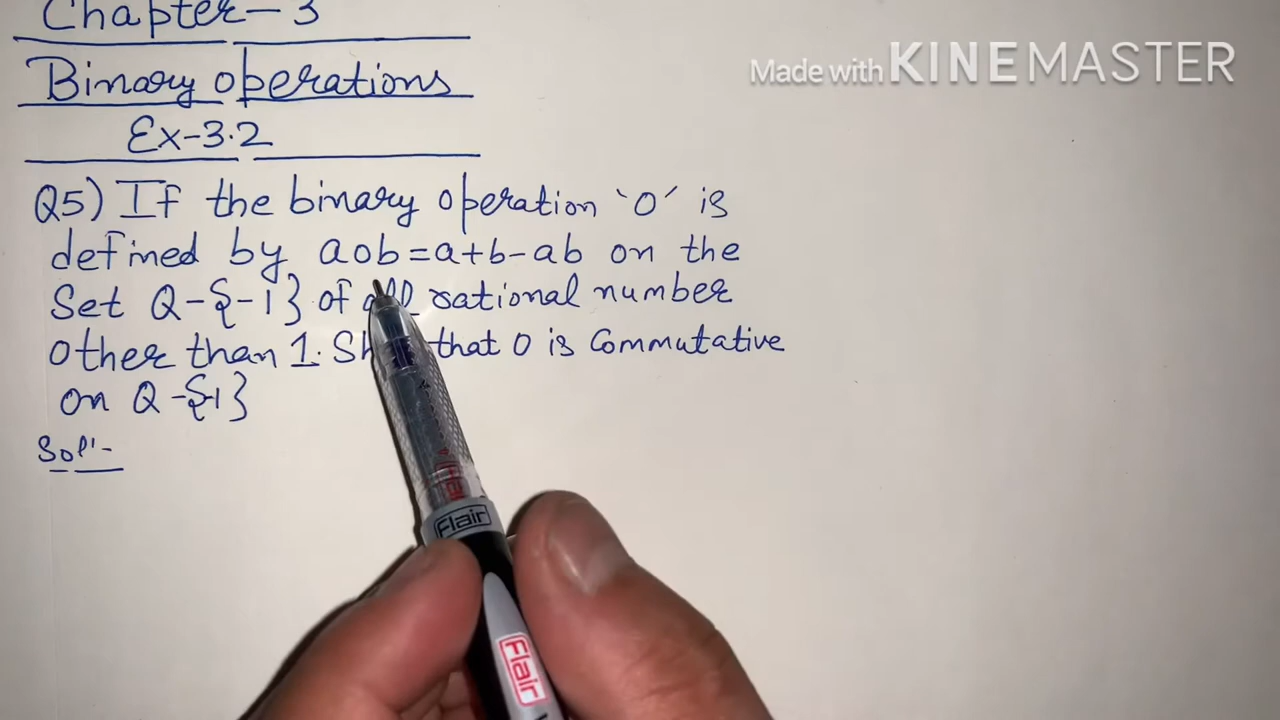 Chapter-3
Binary operations
Ex-3.2
Q5) If the binary operation 'O' is
defined by aob=a+b-ab on the
Set Q-{-1} of all rational number
Other than 1. that O is Commutative
on Q-{1}
Sol':-
Made with KINEMASTER
Flair
Flair